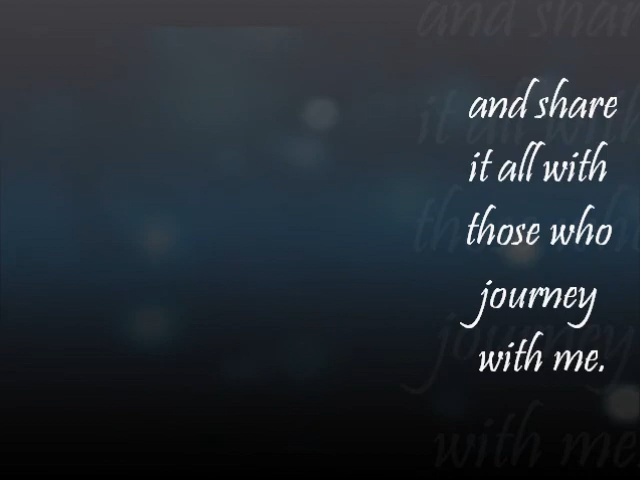 and share
it all with
those who
journey
with me.